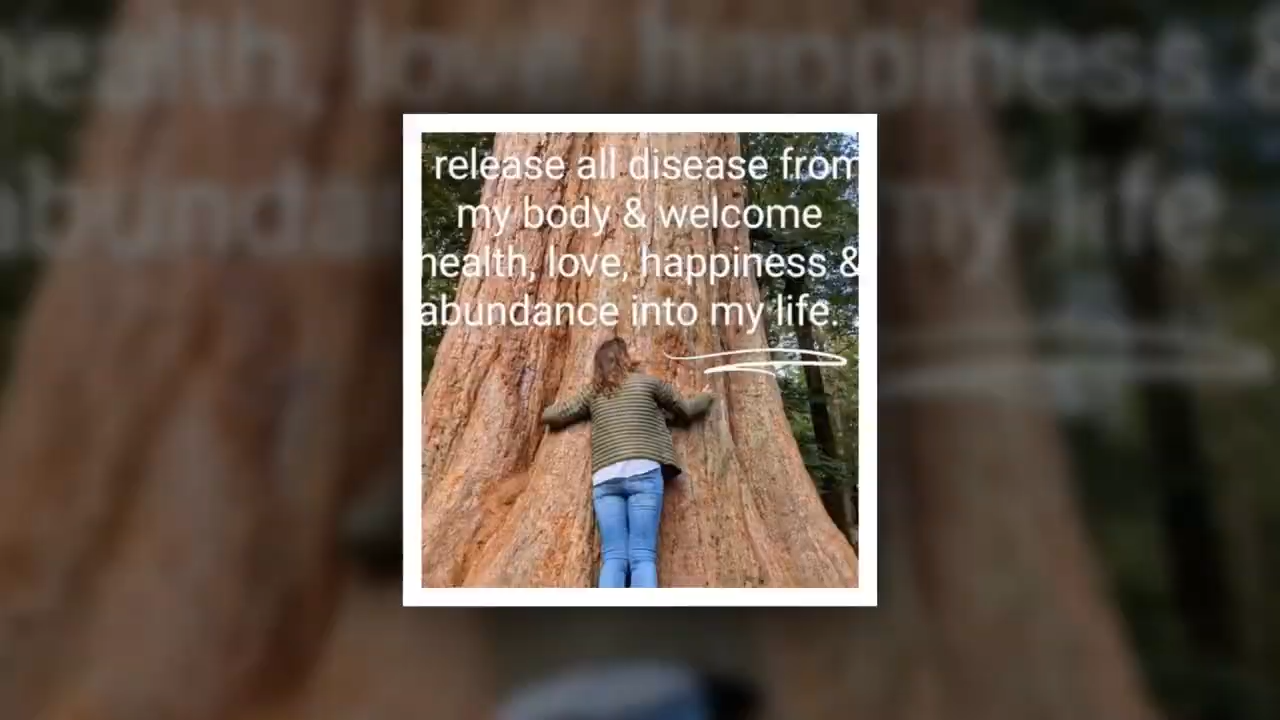 release all disease from
my body & welcome
health, love, happiness &
abundance into my life.